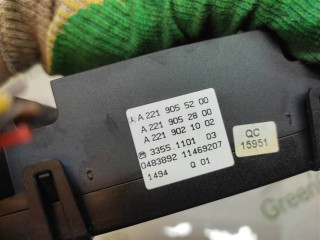 A 221 905 52 00
A 221 905 28 00
A 221 902 10 02
3355 1101 03
0483892 11469207
1494 Q 01
QC
15951
Green